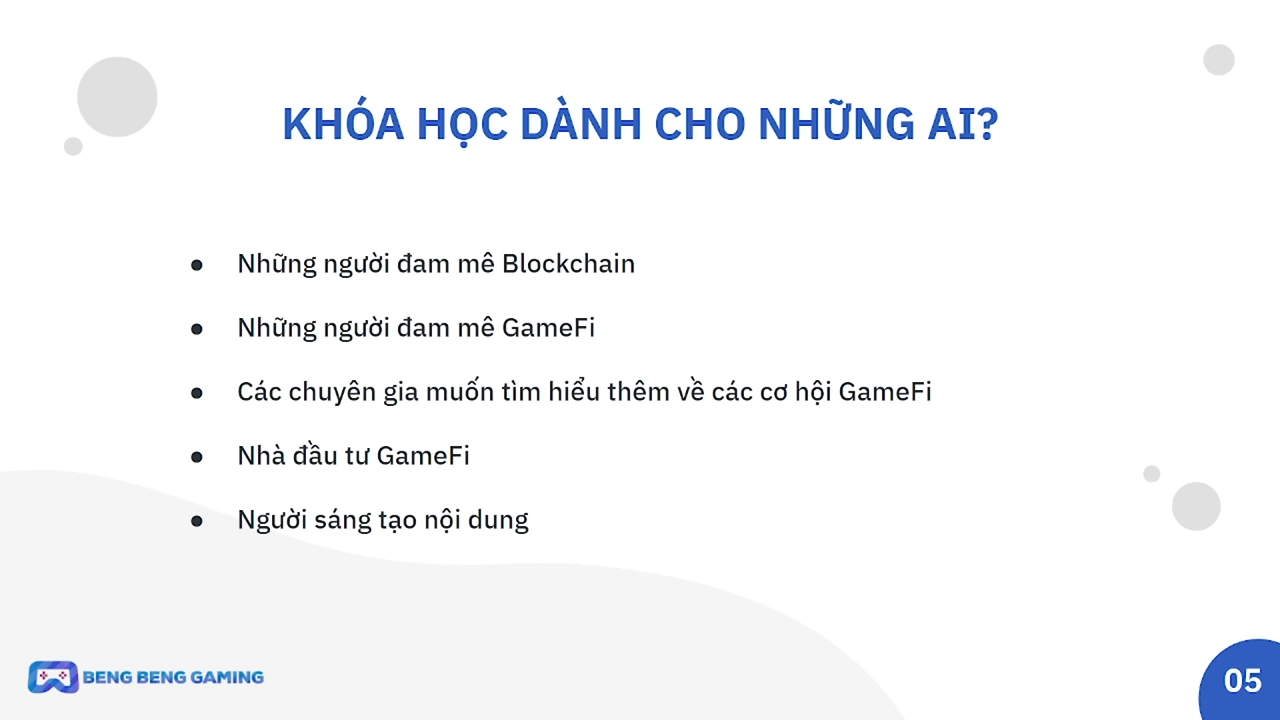 KHÓA HỌC DÀNH CHO NHỮNG AI?
● Những người đam mê Blockchain
● Những người đam mê GameFi
● Các chuyên gia muốn tìm hiểu thêm về các cơ hội GameFi
● Nhà đầu tư GameFi
● Người sáng tạo nội dung
BENG BENG GAMING
05